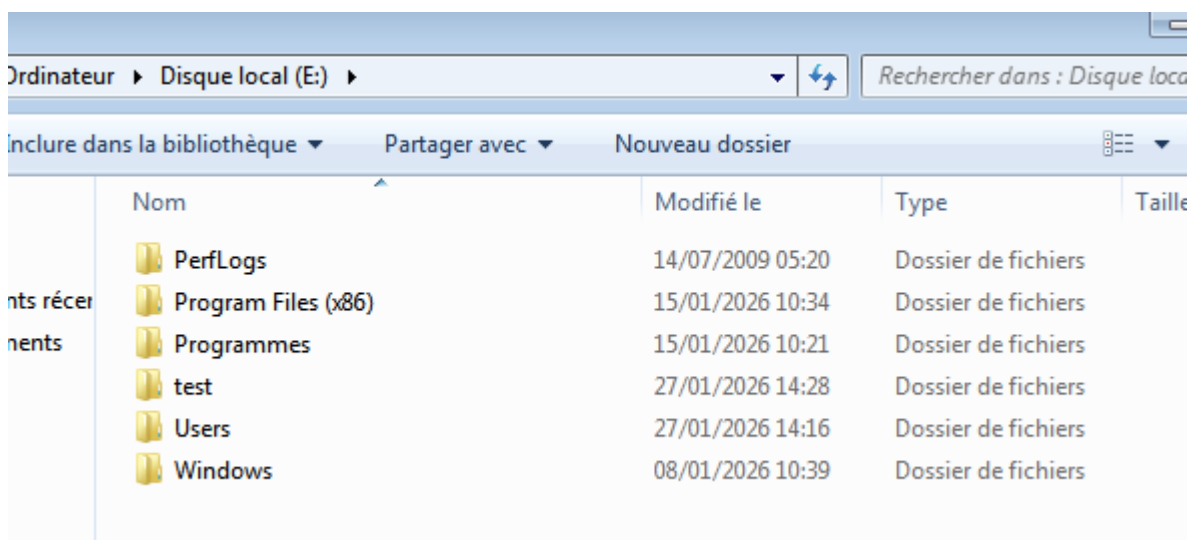 Ordinateur ▸ Disque local (E:) ▸ Rechercher dans : Disque loca
Inclure dans la bibliothèque Partager avec Nouveau dossier
Nom Modifié le Type Taille
PerfLogs 14/07/2009 05:20 Dossier de fichiers
nts récer Program Files (x86) 15/01/2026 10:34 Dossier de fichiers
nents Programmes 15/01/2026 10:21 Dossier de fichiers
test 27/01/2026 14:28 Dossier de fichiers
Users 27/01/2026 14:16 Dossier de fichiers
Windows 08/01/2026 10:39 Dossier de fichiers